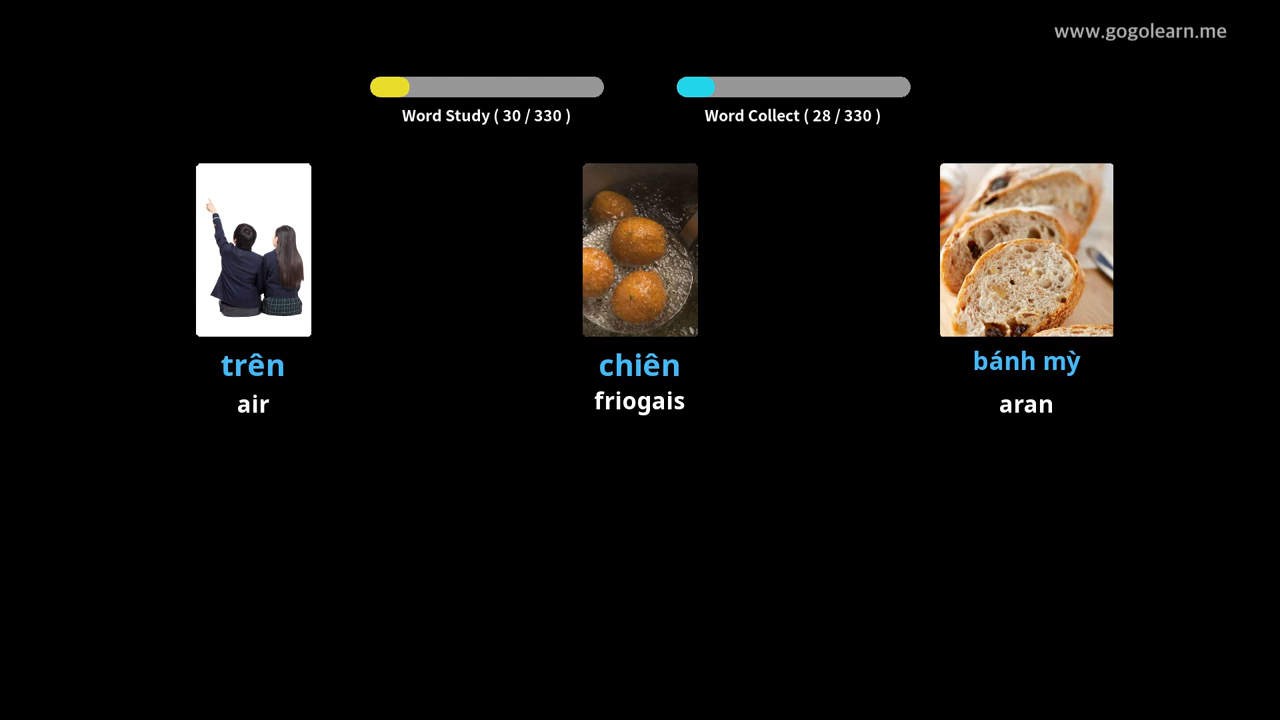 www.gogolearn.me
Word Study ( 30 / 330 )
Word Collect ( 28 / 330 )
trên
air
chiên
friogais
bánh mỳ
aran